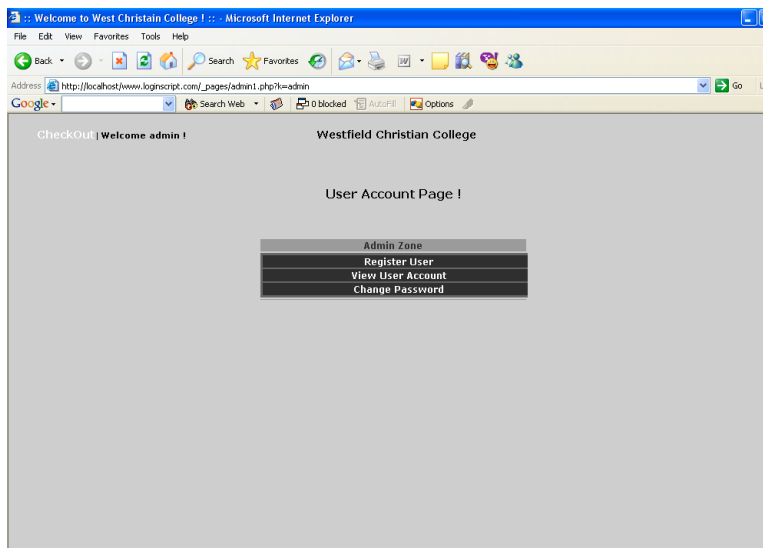 :: Welcome to West Christain College ! :: - Microsoft Internet Explorer
File Edit View Favorites Tools Help
Back Search Favorites
Address http://localhost/www.loginscript.com/_pages/admin1.php?k=admin Go
Google Search Web 0 blocked AutoFill Options
CheckOut | Welcome admin ! Westfield Christian College
User Account Page !
Admin Zone
Register User
View User Account
Change Password